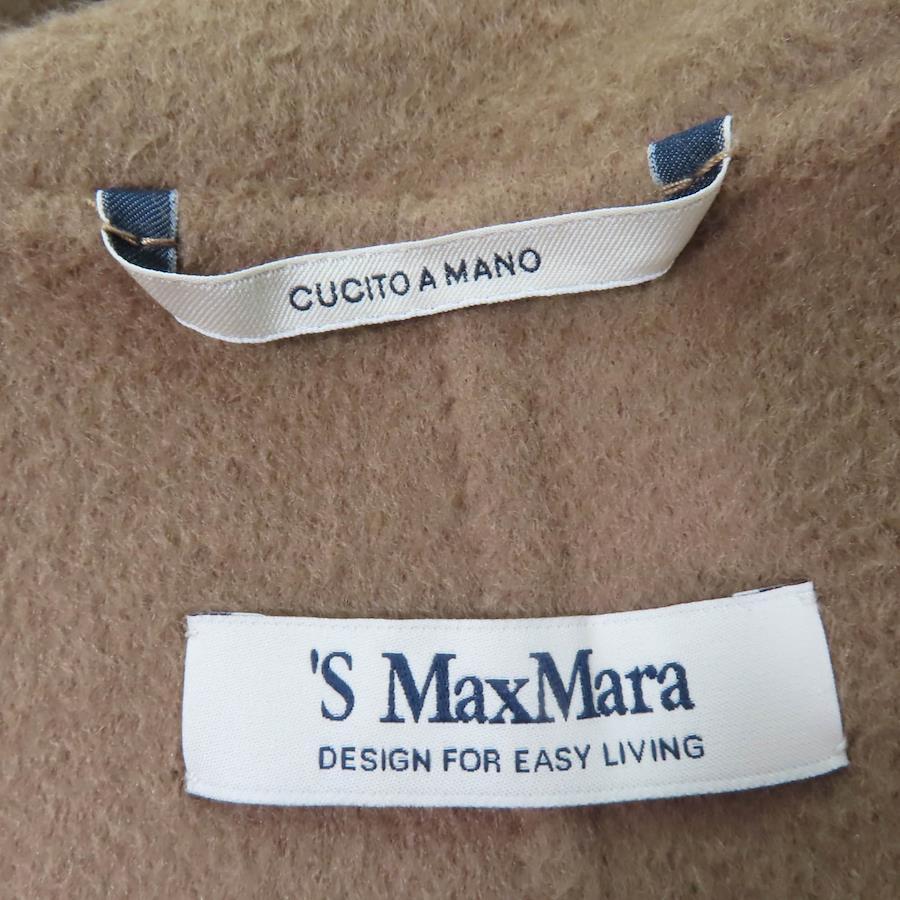 CUCITO A MANO
'S MaxMara
DESIGN FOR EASY LIVING